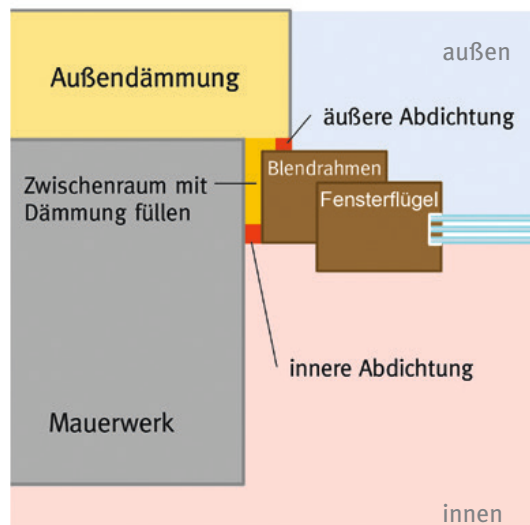 außen
Außendämmung
äußere Abdichtung
Blendrahmen
Zwischenraum mit
Dämmung füllen
Fensterflügel
innere Abdichtung
Mauerwerk
innen